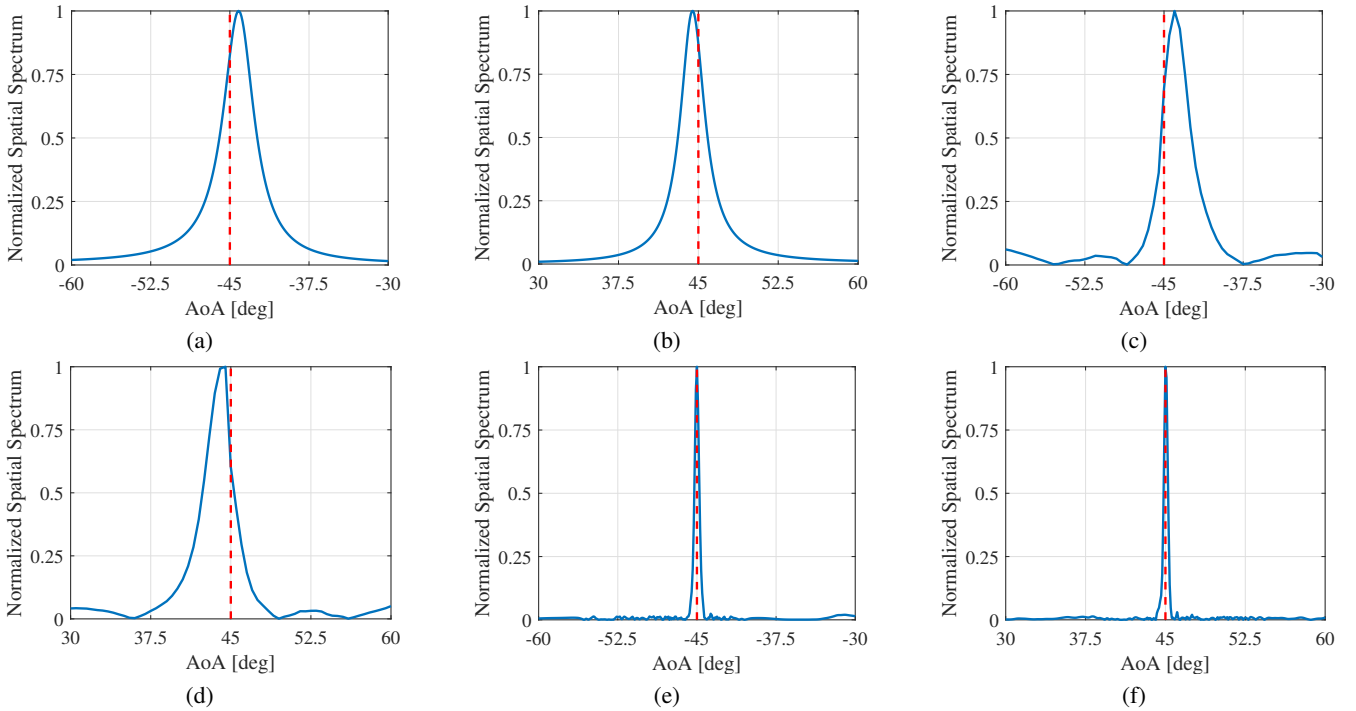 Normalized Spatial Spectrum
1
0.75
0.5
0.25
0
-60 -52.5 -45 -37.5 -30
AoA [deg]
(a)
Normalized Spatial Spectrum
1
0.75
0.5
0.25
0
30 37.5 45 52.5 60
AoA [deg]
(b)
Normalized Spatial Spectrum
1
0.75
0.5
0.25
0
-60 -52.5 -45 -37.5 -30
AoA [deg]
(c)
Normalized Spatial Spectrum
1
0.75
0.5
0.25
0
30 37.5 45 52.5 60
AoA [deg]
(d)
Normalized Spatial Spectrum
1
0.75
0.5
0.25
0
-60 -52.5 -45 -37.5 -30
AoA [deg]
(e)
Normalized Spatial Spectrum
1
0.75
0.5
0.25
0
30 37.5 45 52.5 60
AoA [deg]
(f)